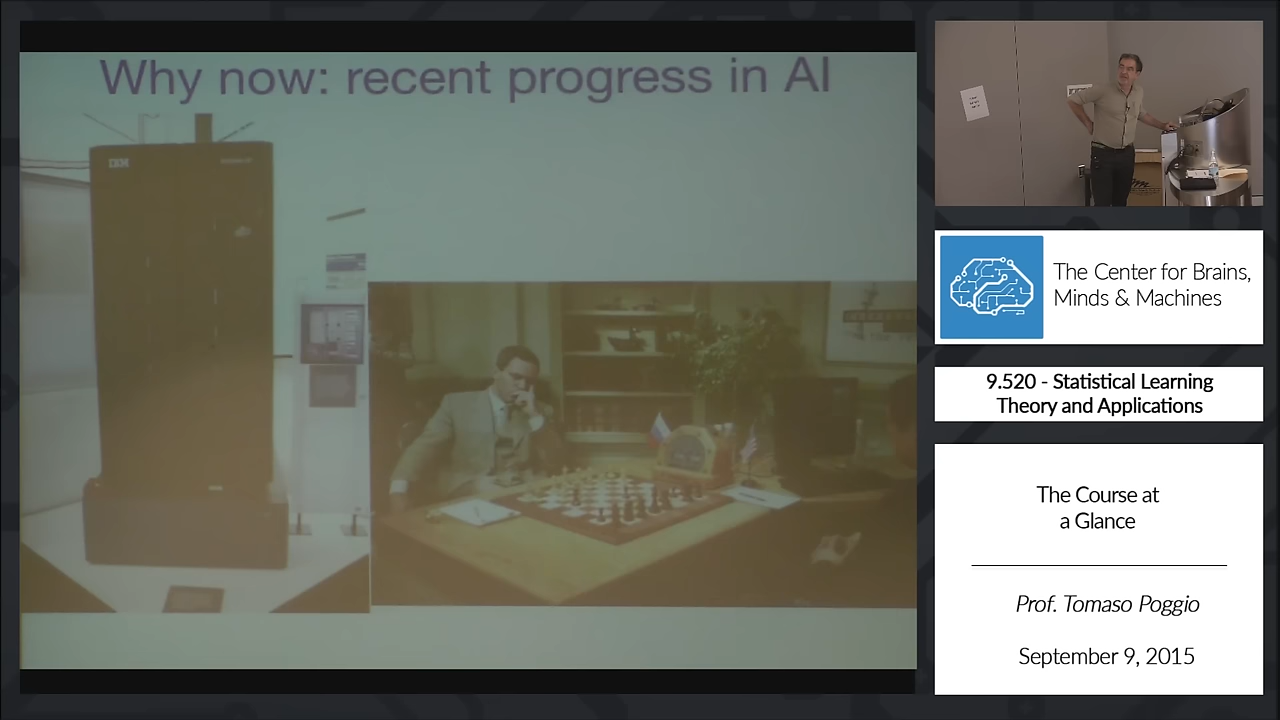 Why now: recent progress in AI
IBM
The Center for Brains,
Minds & Machines
9.520 - Statistical Learning
Theory and Applications
The Course at
a Glance
Prof. Tomaso Poggio
September 9, 2015